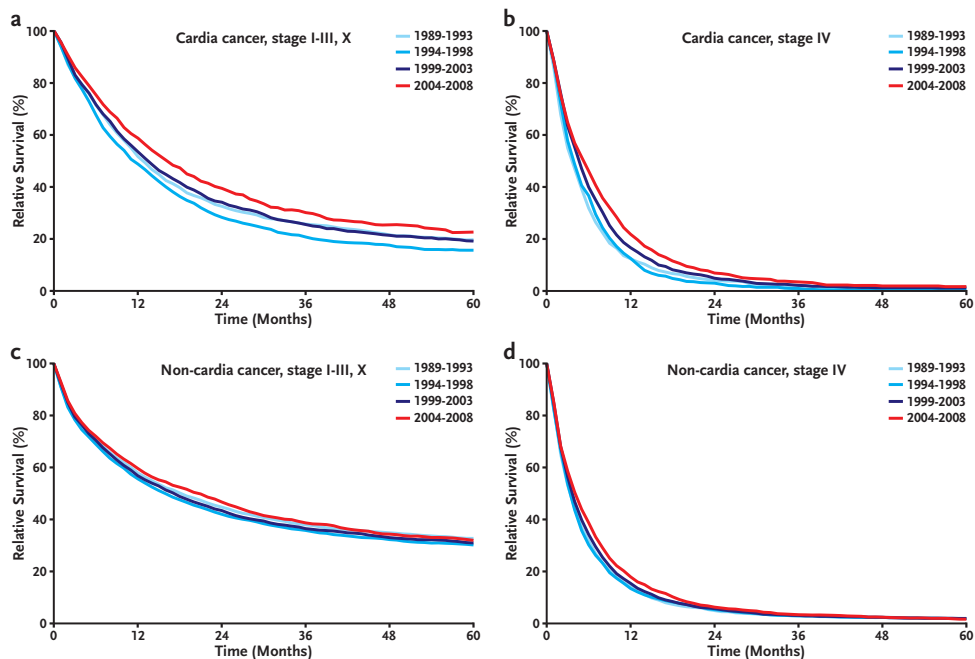 a
Cardia cancer, stage I-III, X
1989-1993
1994-1998
1999-2003
2004-2008
Relative Survival (%)
100
80
60
40
20
0
0 12 24 36 48 60
Time (Months)
b
Cardia cancer, stage IV
1989-1993
1994-1998
1999-2003
2004-2008
Relative Survival (%)
100
80
60
40
20
0
0 12 24 36 48 60
Time (Months)
c
Non-cardia cancer, stage I-III, X
1989-1993
1994-1998
1999-2003
2004-2008
Relative Survival (%)
100
80
60
40
20
0
0 12 24 36 48 60
Time (Months)
d
Non-cardia cancer, stage IV
1989-1993
1994-1998
1999-2003
2004-2008
Relative Survival (%)
100
80
60
40
20
0
0 12 24 36 48 60
Time (Months)